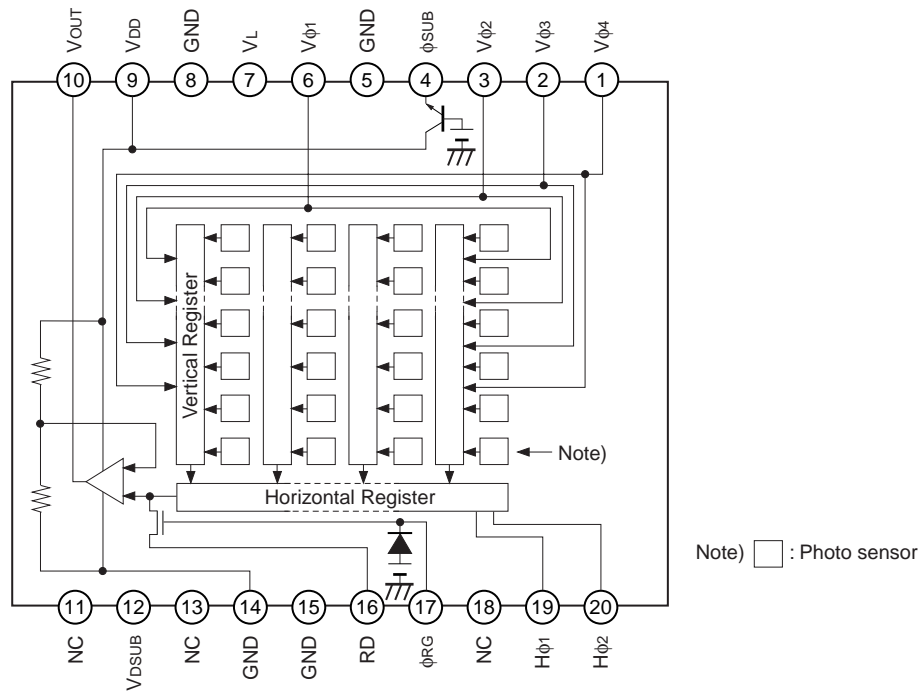 VOUT
VDD
GND
VL
Vϕ1
GND
ϕSUB
Vϕ2
Vϕ3
Vϕ4
10
9
8
7
6
5
4
3
2
1
Vertical Register
Note)
Horizontal Register
Note) : Photo sensor
11
12
13
14
15
16
17
18
19
20
NC
VDSUB
NC
GND
GND
RD
ϕRG
NC
Hϕ1
Hϕ2